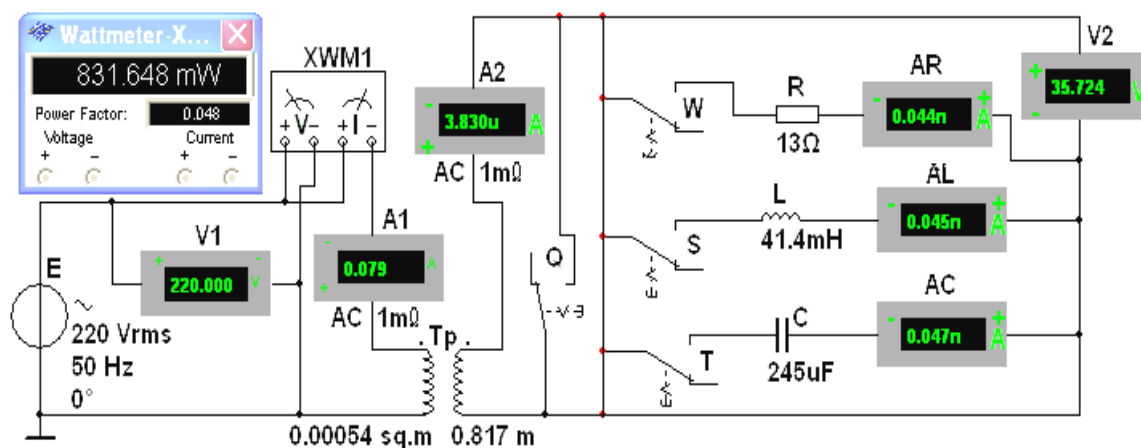 Wattmeter-X...
831.648 mW
Power Factor: 0.048
Voltage Current
+ - + -
XWM1
+ V - + I -
A2
3.830u A
AC 1mΩ
V2
35.724 V
W
R
13Ω
AR
0.044n A
S
L
41.4mH
AL
0.045n A
T
C
245uF
AC
0.047n A
Q
E
220 Vrms
50 Hz
0°
V1
220.000 V
A1
0.079 A
AC 1mΩ
Tp
0.00054 sq.m 0.817 m